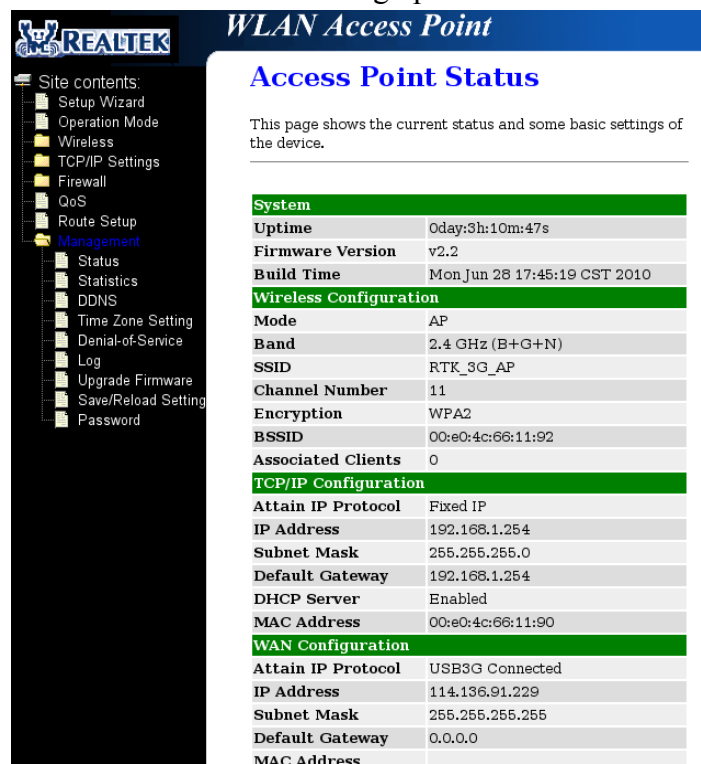 WLAN Access Point
REALTEK
Site contents:
Setup Wizard
Operation Mode
Wireless
TCP/IP Settings
Firewall
QoS
Route Setup
Management
Status
Statistics
DDNS
Time Zone Setting
Denial-of-Service
Log
Upgrade Firmware
Save/Reload Setting
Password
Access Point Status
This page shows the current status and some basic settings of
the device.
System
Uptime 0day:3h:10m:47s
Firmware Version v2.2
Build Time Mon Jun 28 17:45:19 CST 2010
Wireless Configuration
Mode AP
Band 2.4 GHz (B+G+N)
SSID RTK_3G_AP
Channel Number 11
Encryption WPA2
BSSID 00:e0:4c:66:11:92
Associated Clients 0
TCP/IP Configuration
Attain IP Protocol Fixed IP
IP Address 192.168.1.254
Subnet Mask 255.255.255.0
Default Gateway 192.168.1.254
DHCP Server Enabled
MAC Address 00:e0:4c:66:11:90
WAN Configuration
Attain IP Protocol USB3G Connected
IP Address 114.136.91.229
Subnet Mask 255.255.255.255
Default Gateway 0.0.0.0
MAC Address